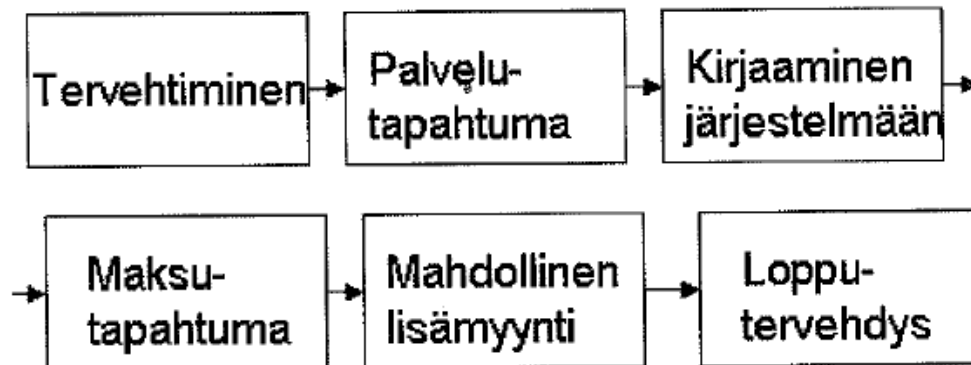 Tervehtiminen
Palvelu-
tapahtuma
Kirjaaminen
järjestelmään
Maksu-
tapahtuma
Mahdollinen
lisämyynti
Loppu-
tervehdys